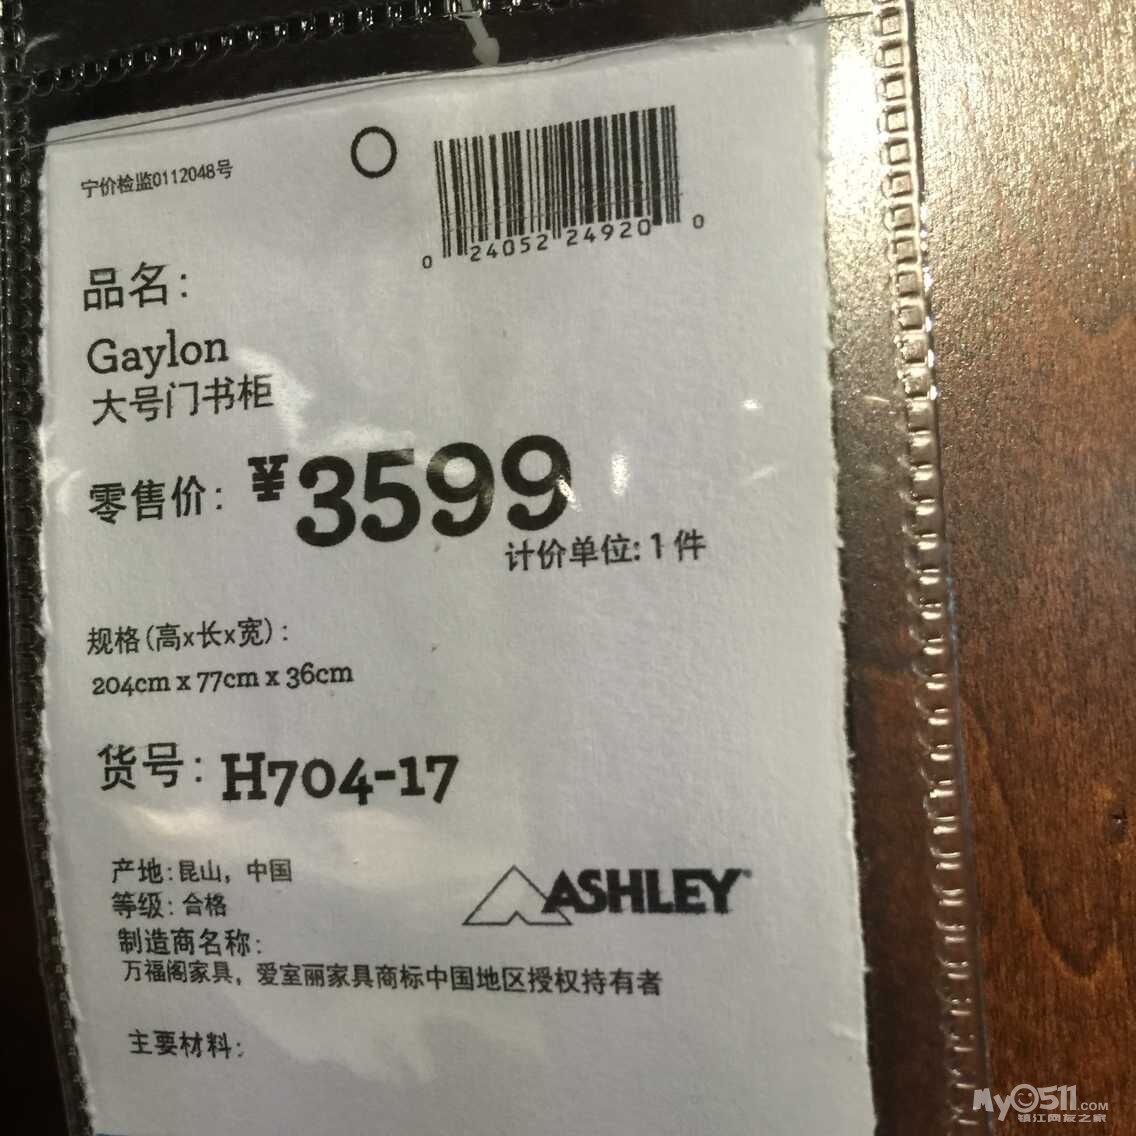 宁价检监0112048号
0 24052 24920 0
品名：
Gaylon
大号门书柜
零售价：¥3599
计价单位：1 件
规格（高x长x宽）：
204cm x 77cm x 36cm
货号：H704-17
产地：昆山，中国
等级：合格
ASHLEY
制造商名称：
万福阁家具，爱室丽家具商标中国地区授权持有者
主要材料：
My0511.COM
镇江网友之家